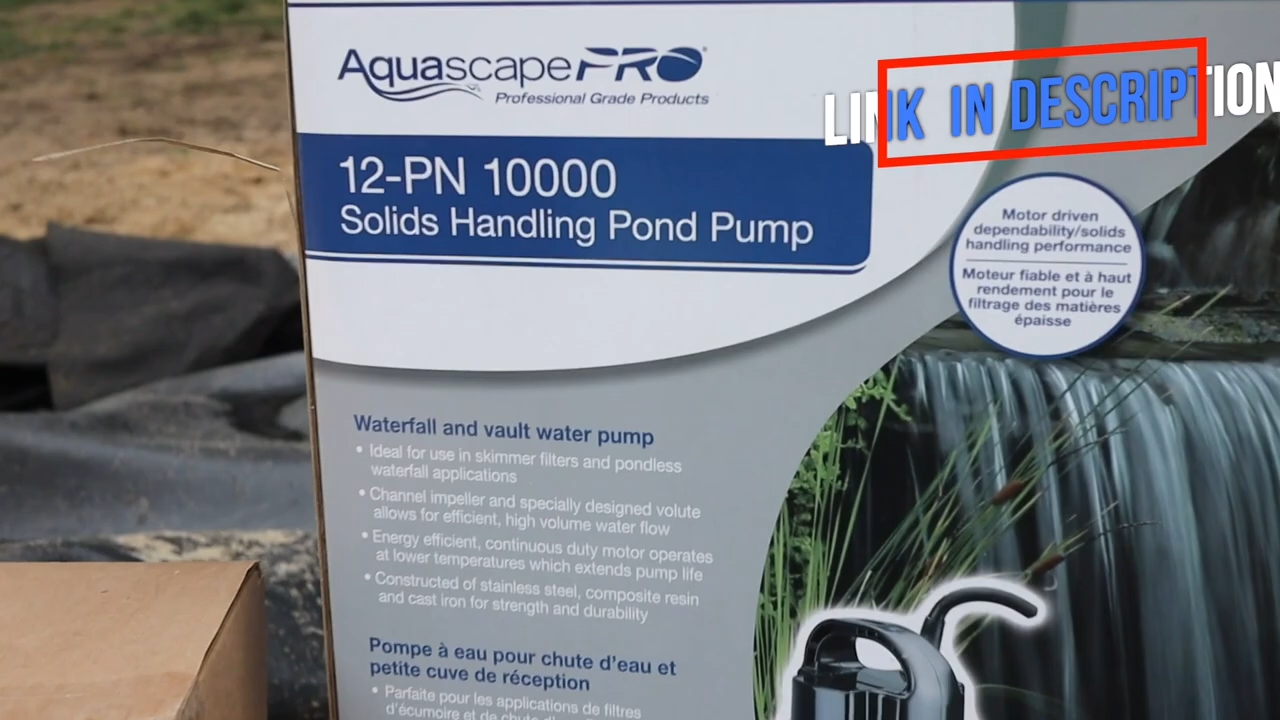 AquascapePRO®
Professional Grade Products
LINK IN DESCRIPTION
12-PN 10000
Solids Handling Pond Pump
Motor driven
dependability/solids
handling performance
Moteur fiable et à haut
rendement pour le
filtrage des matières
épaisse
Waterfall and vault water pump
• Ideal for use in skimmer filters and pondless
waterfall applications
• Channel impeller and specially designed volute
allows for efficient, high volume water flow
• Energy efficient, continuous duty motor operates
at lower temperatures which extends pump life
• Constructed of stainless steel, composite resin
and cast iron for strength and durability
Pompe à eau pour chute d'eau et
petite cuve de réception
• Parfaite pour les applications de filtres
d'écumoire et de chute